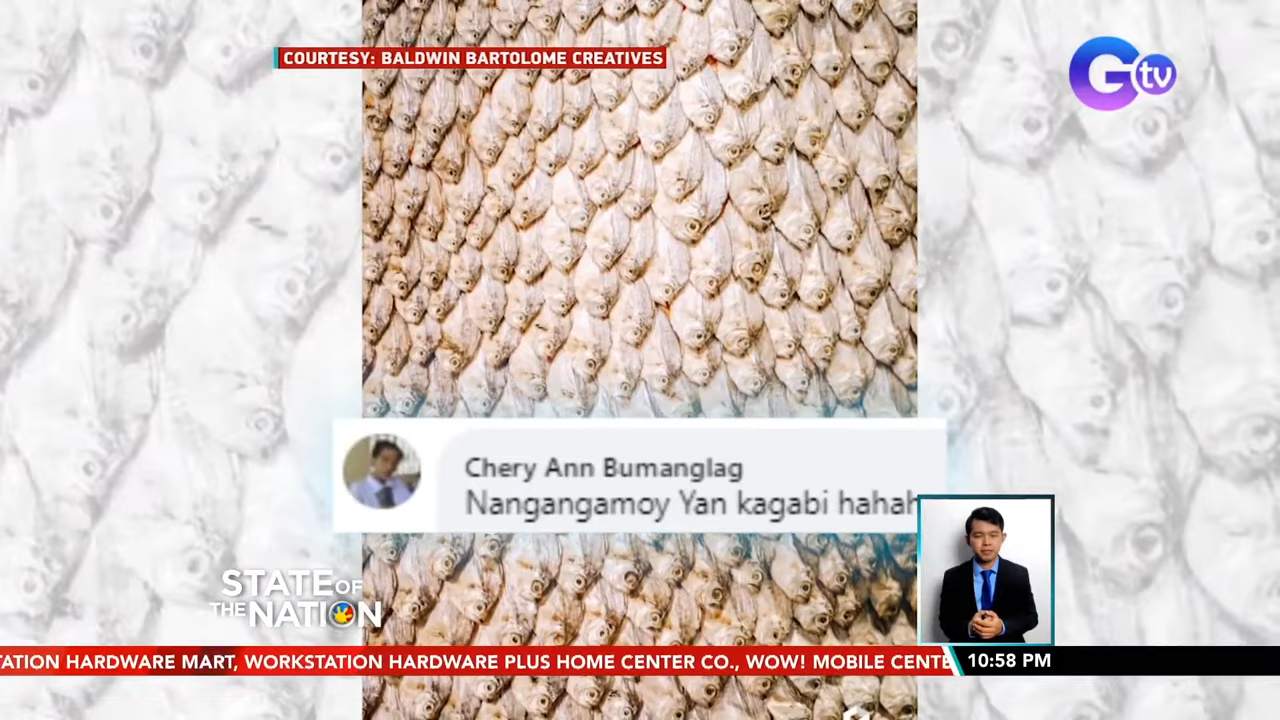 COURTESY: BALDWIN BARTOLOME CREATIVES
Gtv
Chery Ann Bumanglag
Nangangamoy Yan kagabi hahah
STATE OF
THE NATION
TATION HARDWARE MART, WORKSTATION HARDWARE PLUS HOME CENTER CO., WOW! MOBILE CENTE
10:58 PM